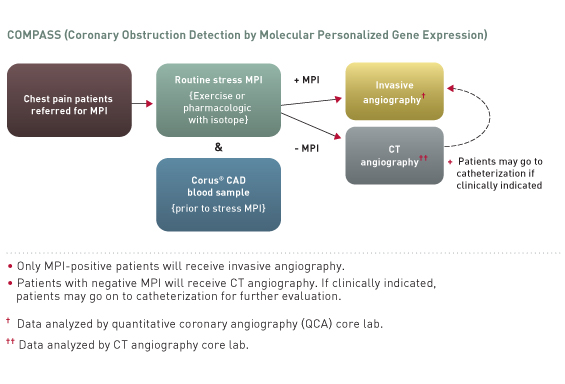 COMPASS (Coronary Obstruction Detection by Molecular Personalized Gene Expression)
Chest pain patients
referred for MPI
Routine stress MPI
{Exercise or
pharmacologic
with isotope}
&
Corus® CAD
blood sample
{prior to stress MPI}
+ MPI
- MPI
Invasive
angiography†
CT
angiography††
+ Patients may go to
catheterization if
clinically indicated
• Only MPI-positive patients will receive invasive angiography.
• Patients with negative MPI will receive CT angiography. If clinically indicated,
patients may go on to catheterization for further evaluation.
† Data analyzed by quantitative coronary angiography (QCA) core lab.
†† Data analyzed by CT angiography core lab.